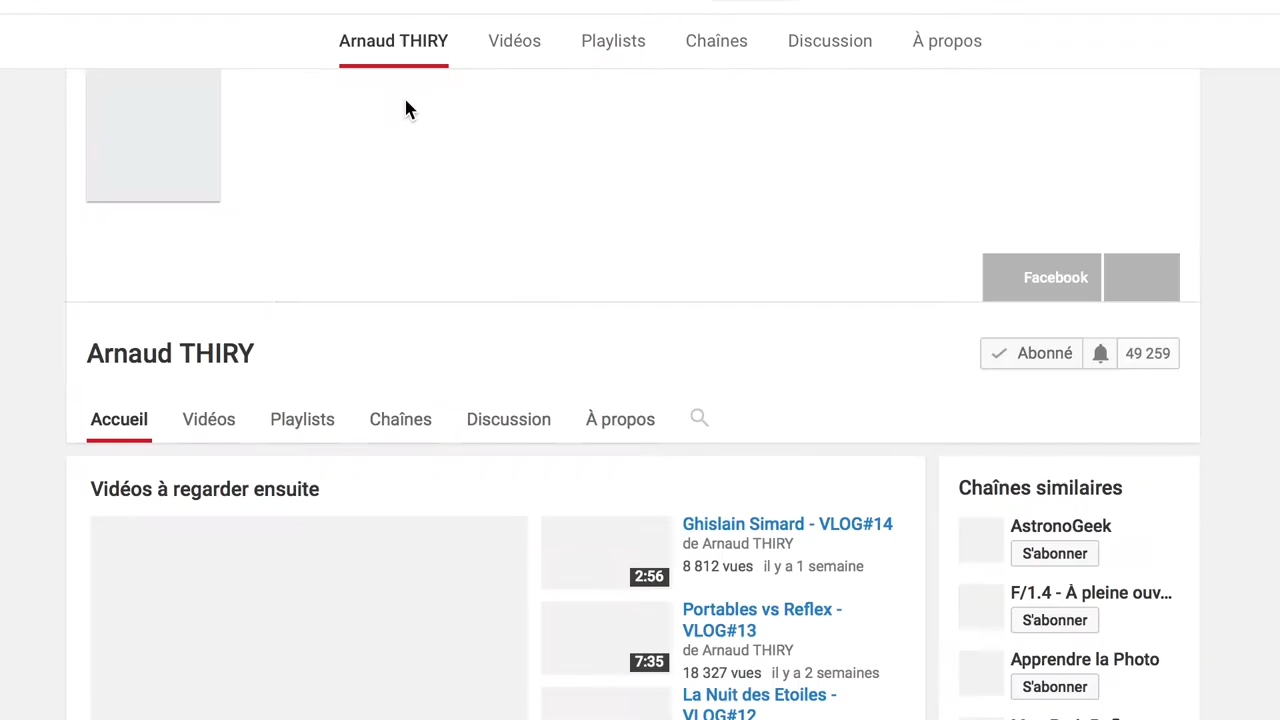 Arnaud THIRY Vidéos Playlists Chaînes Discussion À propos
Facebook
Arnaud THIRY
Abonné 49 259
Accueil Vidéos Playlists Chaînes Discussion À propos
Vidéos à regarder ensuite
2:56
Ghislain Simard - VLOG#14
de Arnaud THIRY
8 812 vues il y a 1 semaine
7:35
Portables vs Reflex -
VLOG#13
de Arnaud THIRY
18 327 vues il y a 2 semaines
La Nuit des Etoiles -
VLOG#12
Chaînes similaires
AstronoGeek
S'abonner
F/1.4 - À pleine ouv...
S'abonner
Apprendre la Photo
S'abonner